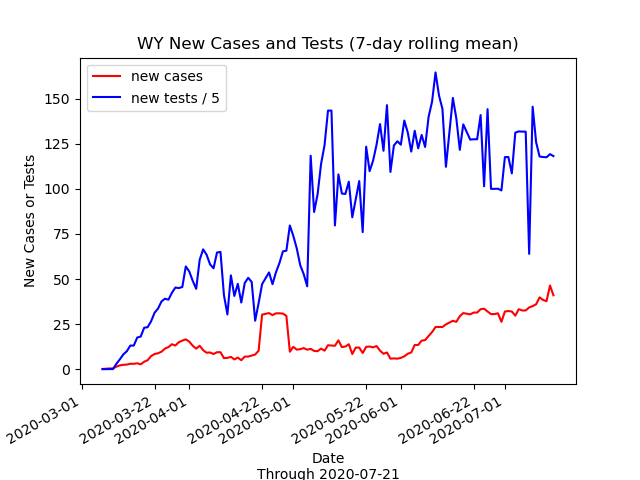 WY New Cases and Tests (7-day rolling mean)
new cases
new tests / 5
New Cases or Tests
150
125
100
75
50
25
0
2020-03-01
2020-03-22
2020-04-01
2020-04-22
2020-05-01
2020-05-22
2020-06-01
2020-06-22
2020-07-01
Date
Through 2020-07-21